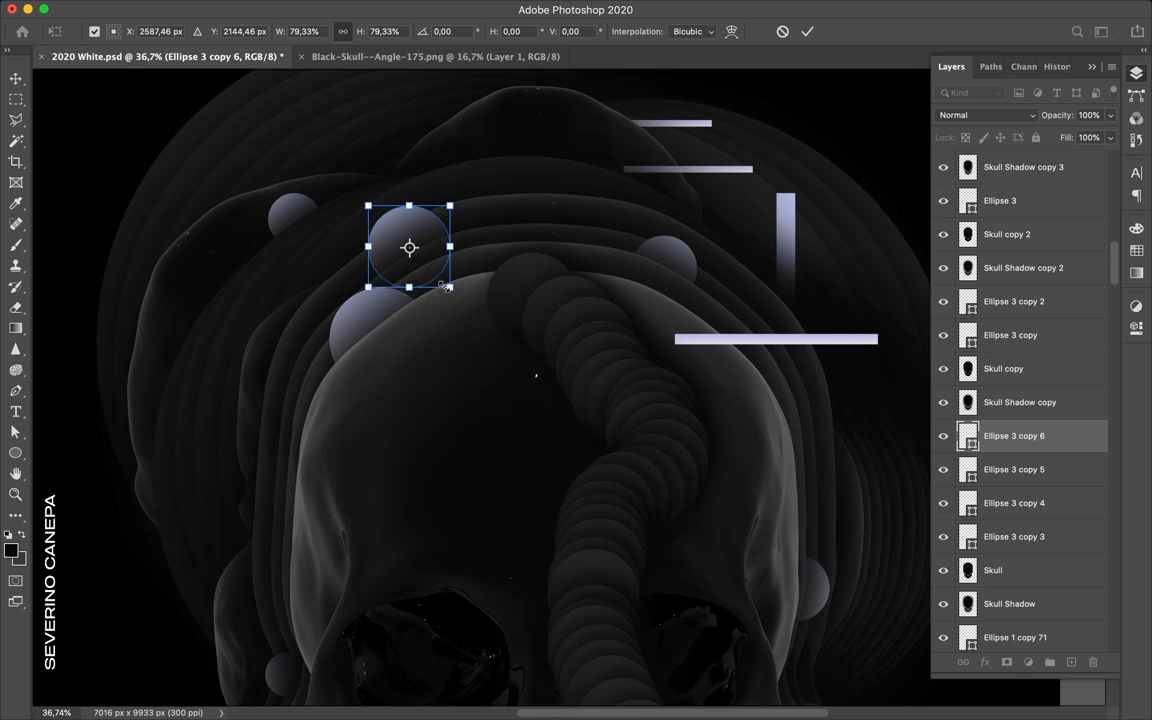 Adobe Photoshop 2020
X: 2587,46 px Y: 2144,46 px W: 79,33% H: 79,33% 0,00 ° H: 0,00 ° V: 0,00 ° Interpolation: Bicubic
× 2020 White.psd @ 36,7% (Ellipse 3 copy 6, RGB/8) * × Black-Skull--Angle-175.png @ 16,7% (Layer 1, RGB/8)
Layers Paths Chann Histor
Kind
Normal Opacity: 100%
Lock: Fill: 100%
Skull Shadow copy 3
Ellipse 3
Skull copy 2
Skull Shadow copy 2
Ellipse 3 copy 2
Ellipse 3 copy
Skull copy
Skull Shadow copy
Ellipse 3 copy 6
Ellipse 3 copy 5
Ellipse 3 copy 4
Ellipse 3 copy 3
Skull
Skull Shadow
Ellipse 1 copy 71
SEVERINO CANEPA
36,74% 7016 px x 9933 px (300 ppi)